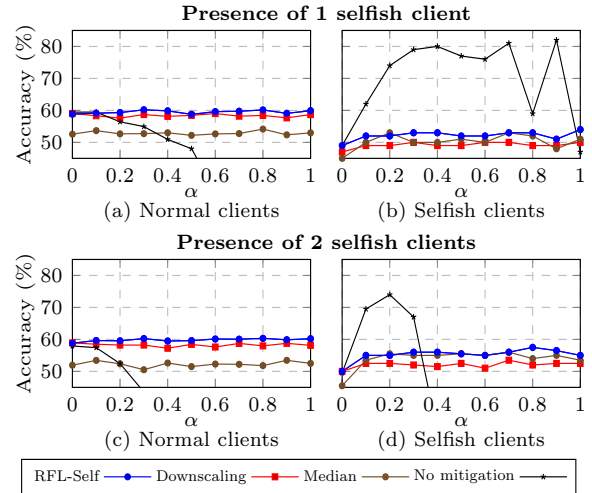 Presence of 1 selfish client
Accuracy (%)
80
70
60
50
0 0.2 0.4 0.6 0.8 1
α
(a) Normal clients
0 0.2 0.4 0.6 0.8 1
α
(b) Selfish clients
Presence of 2 selfish clients
Accuracy (%)
80
70
60
50
0 0.2 0.4 0.6 0.8 1
α
(c) Normal clients
0 0.2 0.4 0.6 0.8 1
α
(d) Selfish clients
RFL-Self Downscaling Median No mitigation